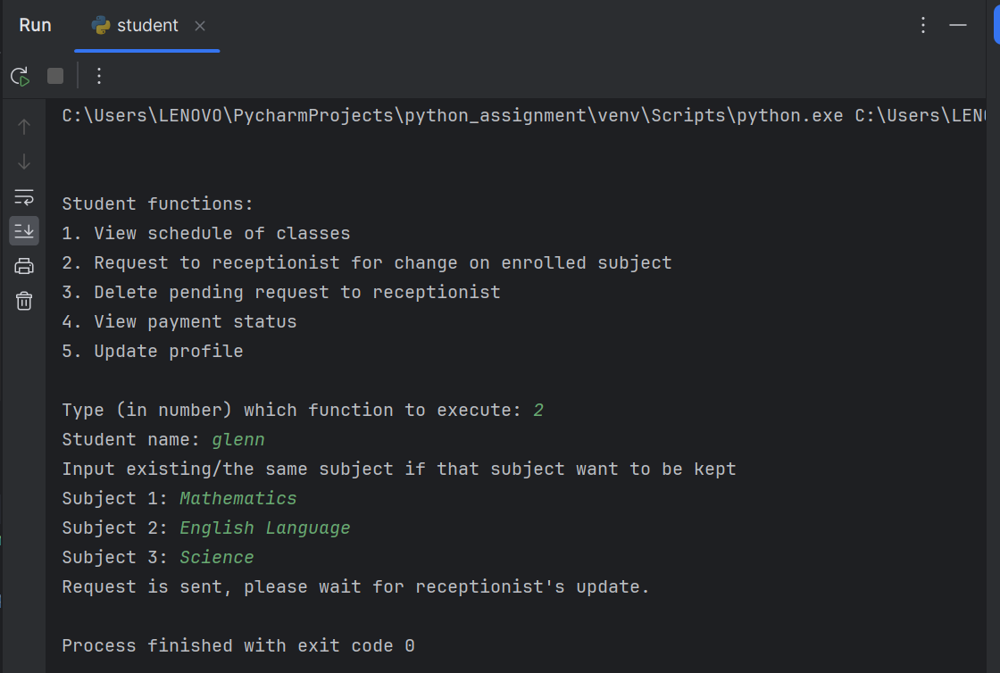 Run student
C:\Users\LENOVO\PycharmProjects\python_assignment\venv\Scripts\python.exe C:\Users\LEN
Student functions:
1. View schedule of classes
2. Request to receptionist for change on enrolled subject
3. Delete pending request to receptionist
4. View payment status
5. Update profile
Type (in number) which function to execute: 2
Student name: glenn
Input existing/the same subject if that subject want to be kept
Subject 1: Mathematics
Subject 2: English Language
Subject 3: Science
Request is sent, please wait for receptionist's update.
Process finished with exit code 0